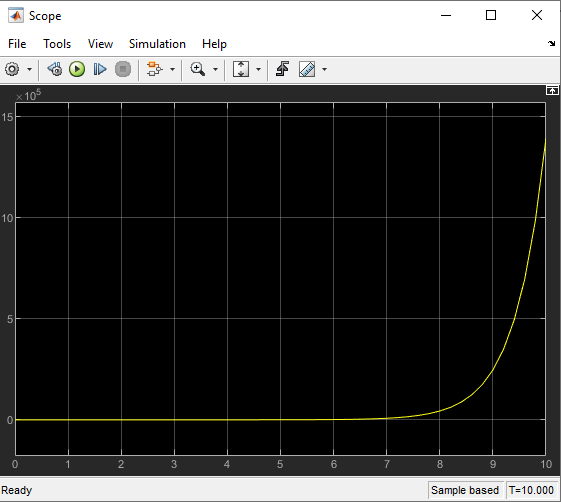 Scope
File Tools View Simulation Help
×10⁵
15
10
5
0
0 1 2 3 4 5 6 7 8 9 10
Ready Sample based T=10.000